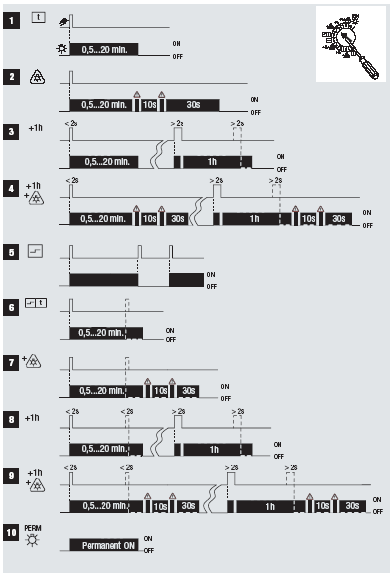 1 t
0,5...20 min. ON
OFF
2
0,5...20 min. 10s 30s ON
OFF
3 +1h < 2s > 2s > 2s
0,5...20 min. 1h ON
OFF
4 +1h + < 2s > 2s > 2s
0,5...20 min. 10s 30s 1h 10s 30s ON
OFF
5
ON
OFF
6 t
0,5...20 min. ON
OFF
7 +
0,5...20 min. 10s 30s ON
OFF
8 +1h < 2s < 2s > 2s > 2s
0,5...20 min. 1h ON
OFF
9 +1h + < 2s < 2s > 2s > 2s
0,5...20 min. 10s 30s 1h 10s 30s ON
OFF
10 PERM
Permanent ON ON
OFF